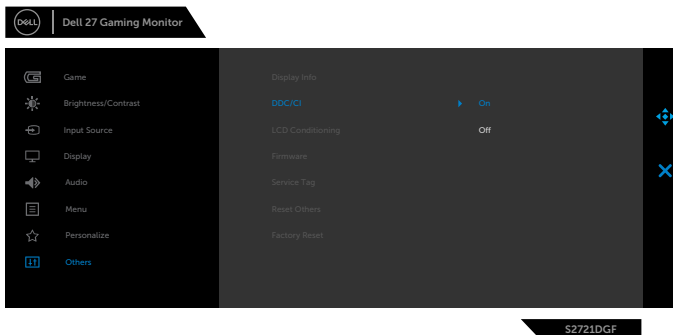 DELL
Dell 27 Gaming Monitor
Game
Display Info
Brightness/Contrast
DDC/CI
On
Input Source
LCD Conditioning
Off
Display
Firmware
Audio
Service Tag
Menu
Reset Others
Personalize
Factory Reset
Others
S2721DGF